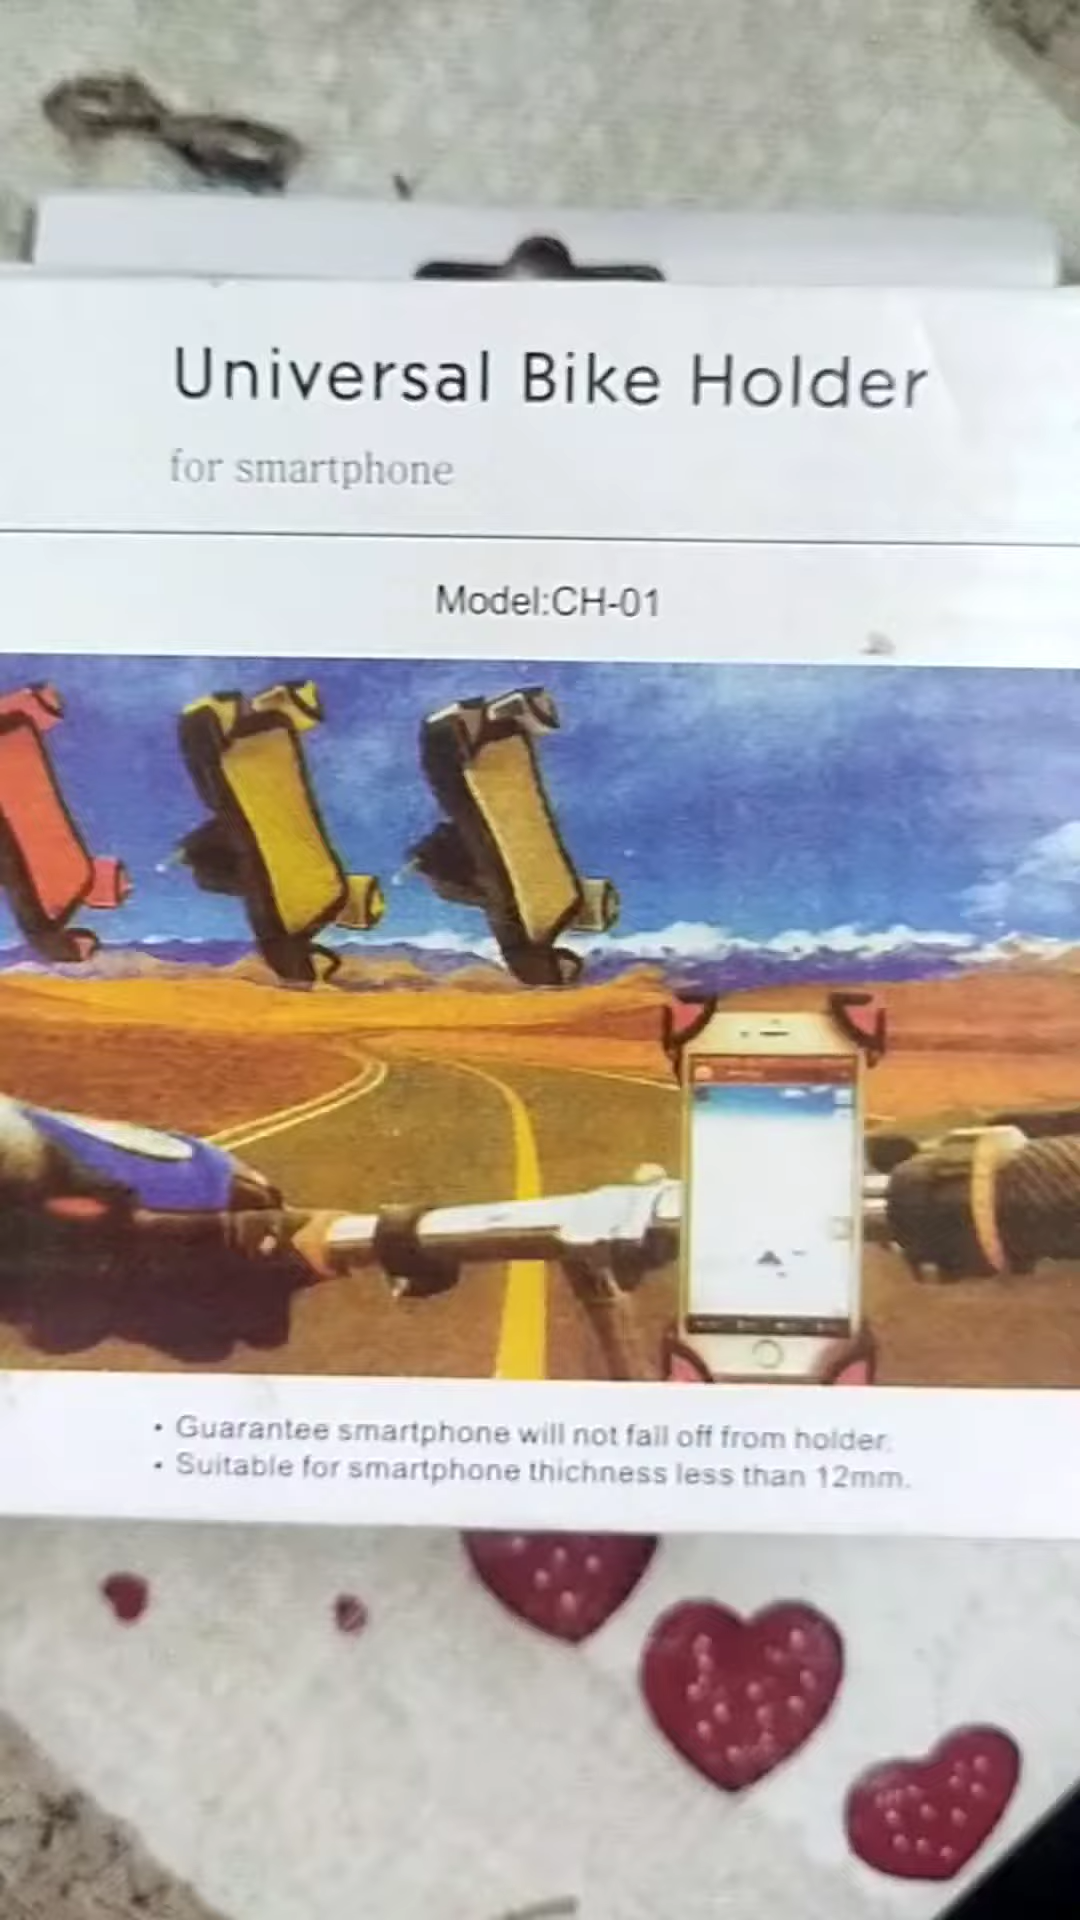 Universal Bike Holder
for smartphone
Model:CH-01
• Guarantee smartphone will not fall off from holder.
• Suitable for smartphone thichness less than 12mm.